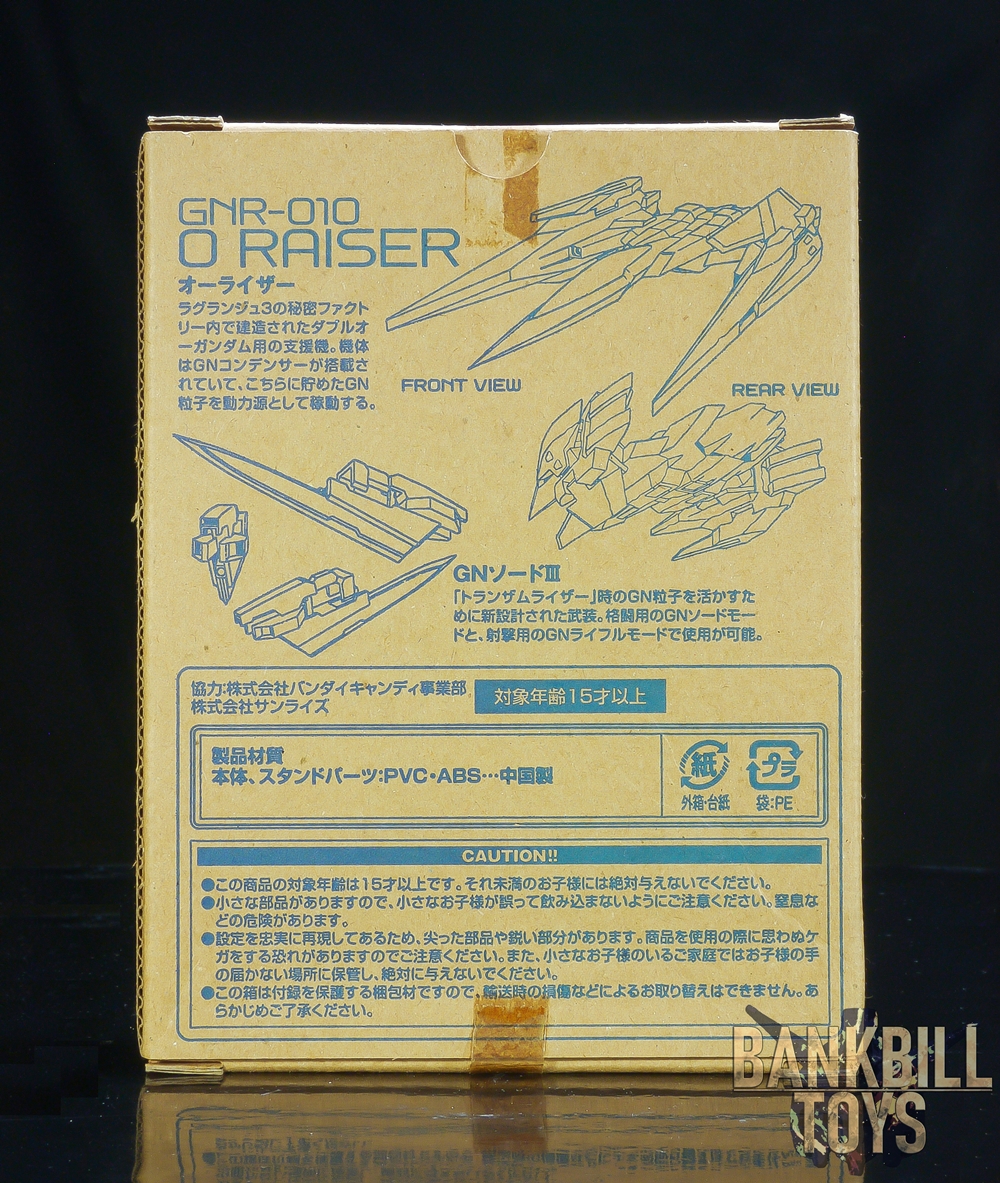 GNR-010
O RAISER
オーライザー
ラグランジュ3の秘密ファクト
リー内で建造されたダブルオ
ーガンダム用の支援機。機体
はGNコンデンサーが搭載さ
れていて、こちらに貯めたGN
粒子を動力源として稼動する。
FRONT VIEW
REAR VIEW
GNソードⅢ
「トランザムライザー」時のGN粒子を活かすた
めに新設計された武装。格闘用のGNソードモー
ドと、射撃用のGNライフルモードで使用が可能。
協力:株式会社バンダイキャンディ事業部
株式会社サンライズ
対象年齢15才以上
製品材質
本体、スタンドパーツ:PVC・ABS…中国製
紙
外箱・台紙
プラ
袋:PE
CAUTION!!
●この商品の対象年齢は15才以上です。それ未満のお子様には絶対与えないでください。
●小さな部品がありますので、小さなお子様が誤って飲み込まないようにご注意ください。窒息な
どの危険があります。
●設定を忠実に再現してあるため、尖った部品や鋭い部分があります。商品を使用の際に思わぬケ
ガをする恐れがありますのでご注意ください。また、小さなお子様のいるご家庭ではお子様の手
の届かない場所に保管し、絶対に与えないでください。
●この箱は付録を保護する梱包材ですので、輸送時の損傷などによるお取り替えはできません。あ
らかじめご了承ください。
BANKBILL
TOYS